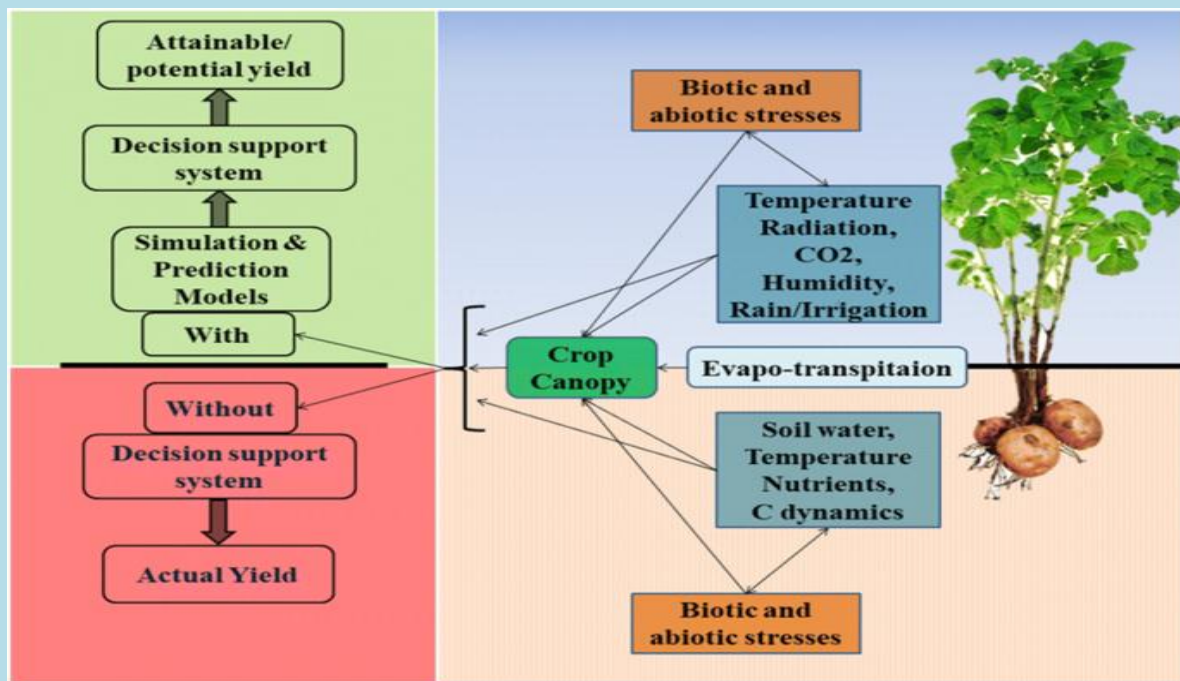 Attainable/
potential yield
Decision support
system
Simulation &
Prediction
Models
With
Without
Decision support
system
Actual Yield
Biotic and
abiotic stresses
Temperature
Radiation,
CO2,
Humidity,
Rain/Irrigation
Crop
Canopy
Evapo-transpitaion
Soil water,
Temperature
Nutrients,
C dynamics
Biotic and
abiotic stresses